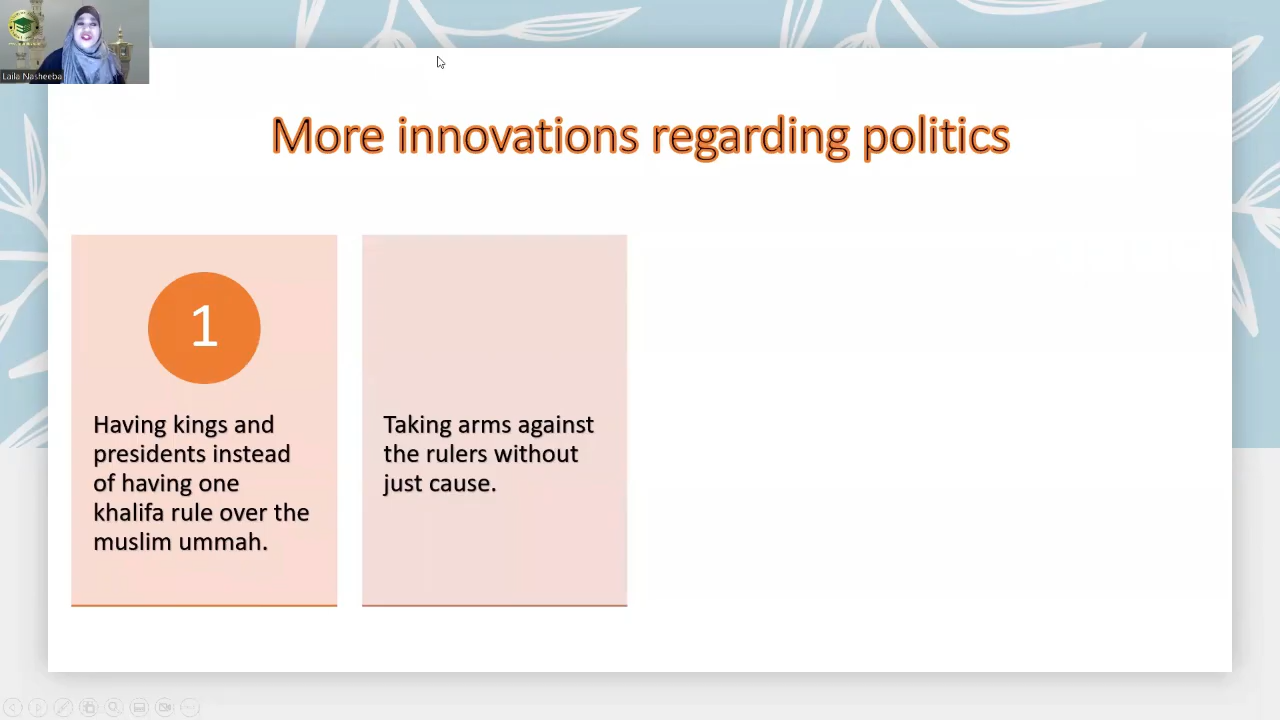 Laila Nasheeba
More innovations regarding politics
1
Having kings and
presidents instead
of having one
khalifa rule over the
muslim ummah.
Taking arms against
the rulers without
just cause.